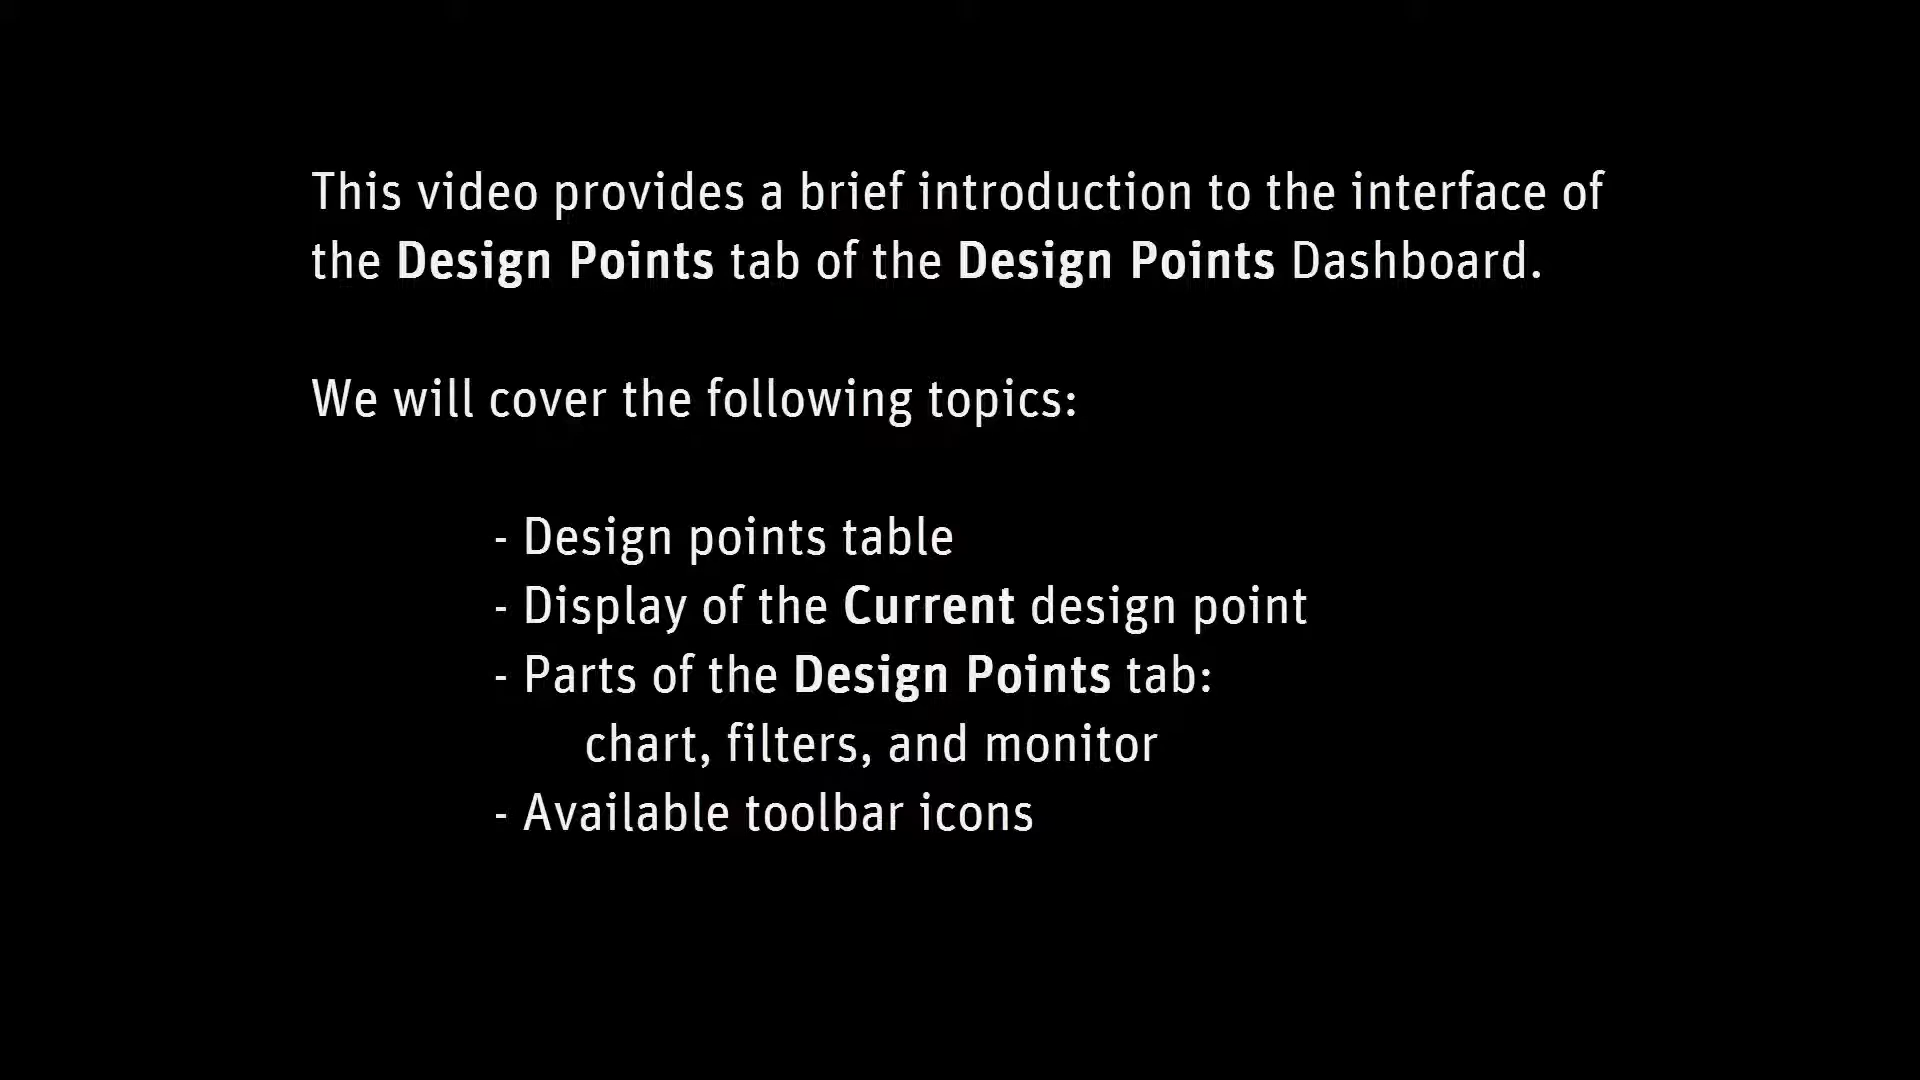 This video provides a brief introduction to the interface of
the Design Points tab of the Design Points Dashboard.
We will cover the following topics:
- Design points table
- Display of the Current design point
- Parts of the Design Points tab:
chart, filters, and monitor
- Available toolbar icons